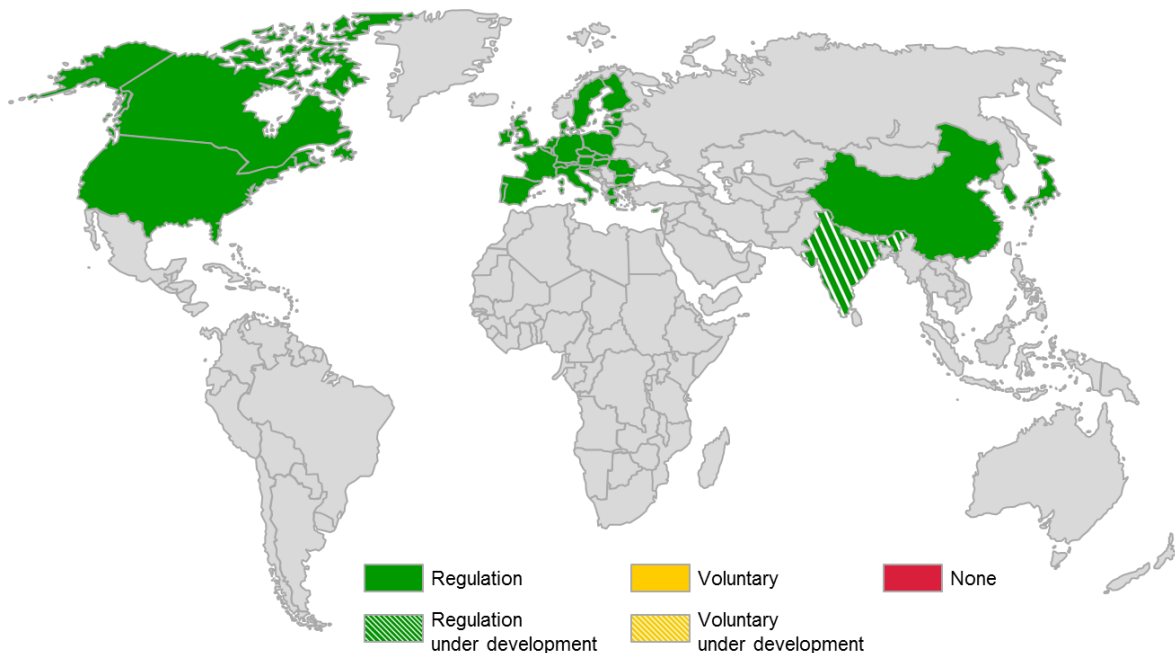 Regulation
Voluntary
None
Regulation
under development
Voluntary
under development